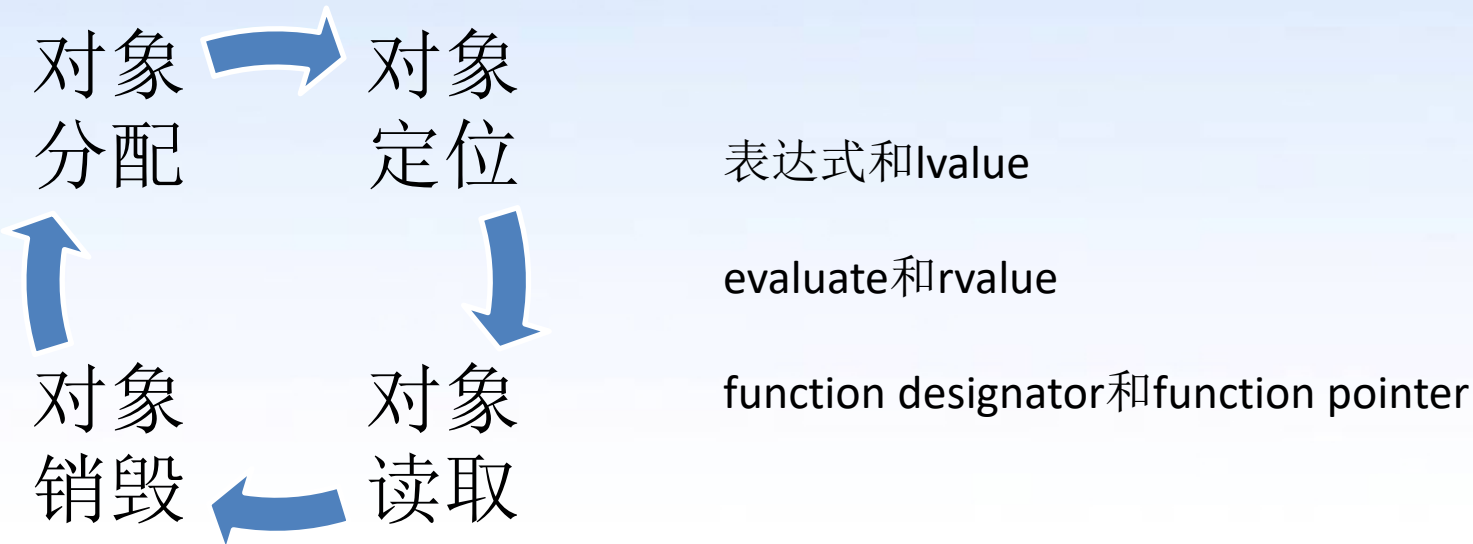 对象
分配
对象
定位
对象
读取
对象
销毁
表达式和lvalue
evaluate和rvalue
function designator和function pointer